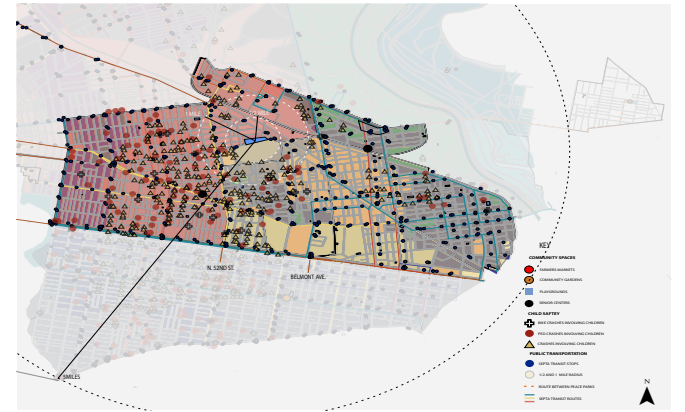 1 MILE
N. 52ND ST.
BELMONT AVE.
5MILES
KEY
COMMUNITY SPACES
FARMERS MARKETS
COMMUNITY GARDENS
PLAYGROUNDS
SENIOR CENTERS
CHILD SAFTEY
BIKE CRASHES INVOLVING CHILDREN
PED CRASHES INVOLVING CHILDREN
CRASHES INVOLVING CHILDREN
PUBLIC TRANSPORTATION
SEPTA TRANSIT STOPS
1/2 AND 1 MILE RADIUS
ROUTE BETWEEN PEACE PARKS
SEPTA TRANSIT ROUTES
N